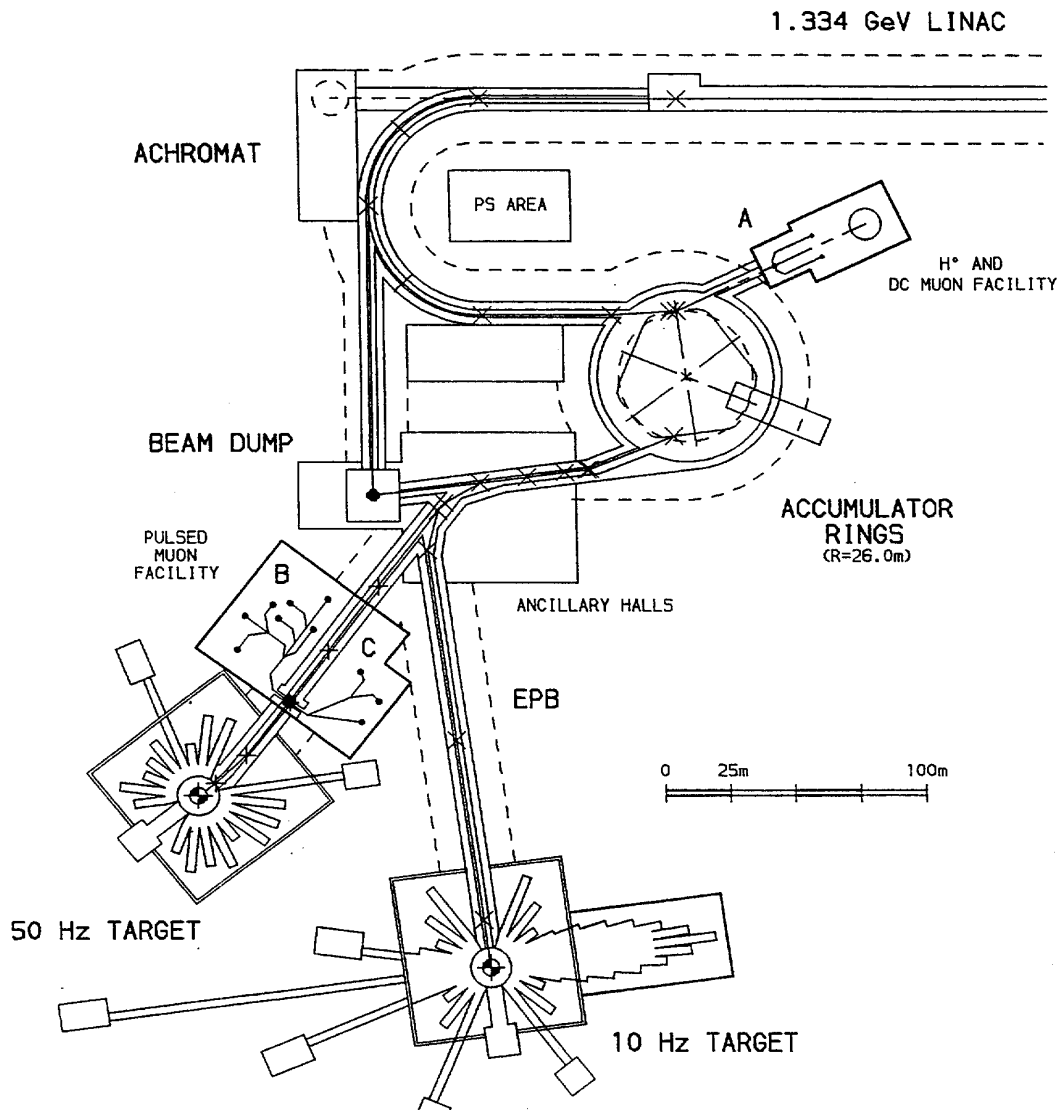 1.334 GeV LINAC
ACHROMAT
PS AREA
A
H° AND
DC MUON FACILITY
BEAM DUMP
ACCUMULATOR
RINGS
(R=26.0m)
PULSED
MUON
FACILITY
B
ANCILLARY HALLS
C
EPB
0 25m 100m
50 Hz TARGET
10 Hz TARGET